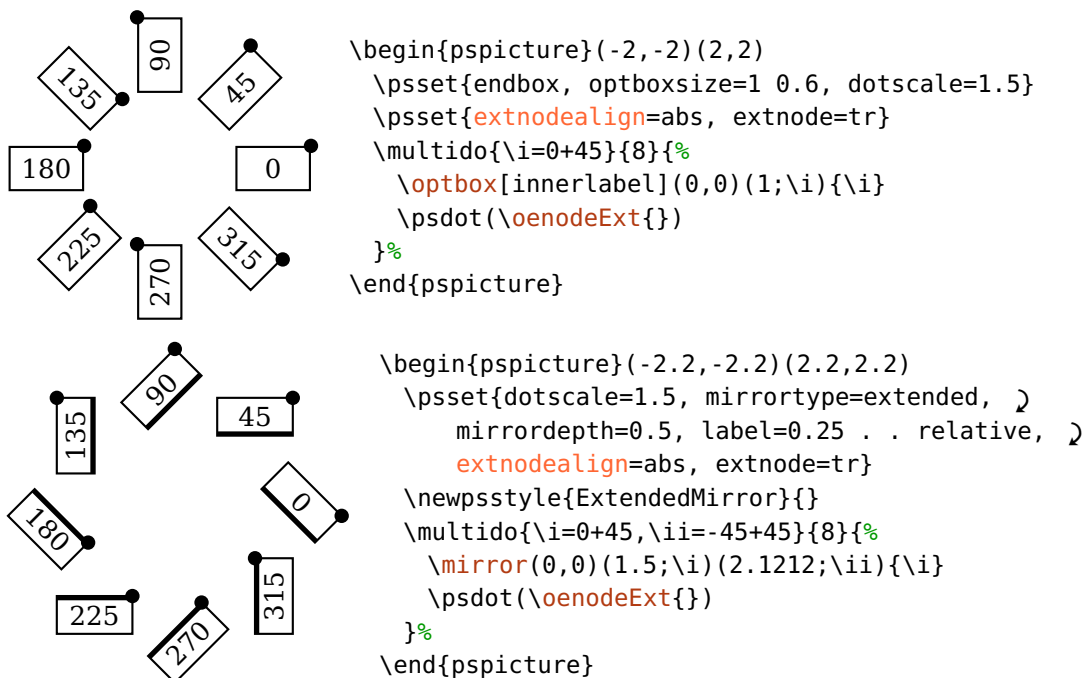 90
135
45
180
0
225
315
270
\begin{pspicture}(-2,-2)(2,2)
\psset{endbox, optboxsize=1 0.6, dotscale=1.5}
\psset{extnodealign=abs, extnode=tr}
\multido{\i=0+45}{8}{%
\optbox[innerlabel](0,0)(1;\i){\i}
\psdot(\oenodeExt{})
}%
\end{pspicture}
90
45
135
0
180
315
225
270
\begin{pspicture}(-2.2,-2.2)(2.2,2.2)
\psset{dotscale=1.5, mirrortype=extended,
mirrordepth=0.5, label=0.25 . . relative,
extnodealign=abs, extnode=tr}
\newpsstyle{ExtendedMirror}{}
\multido{\i=0+45,\ii=-45+45}{8}{%
\mirror(0,0)(1.5;\i)(2.1212;\ii){\i}
\psdot(\oenodeExt{})
}%
\end{pspicture}